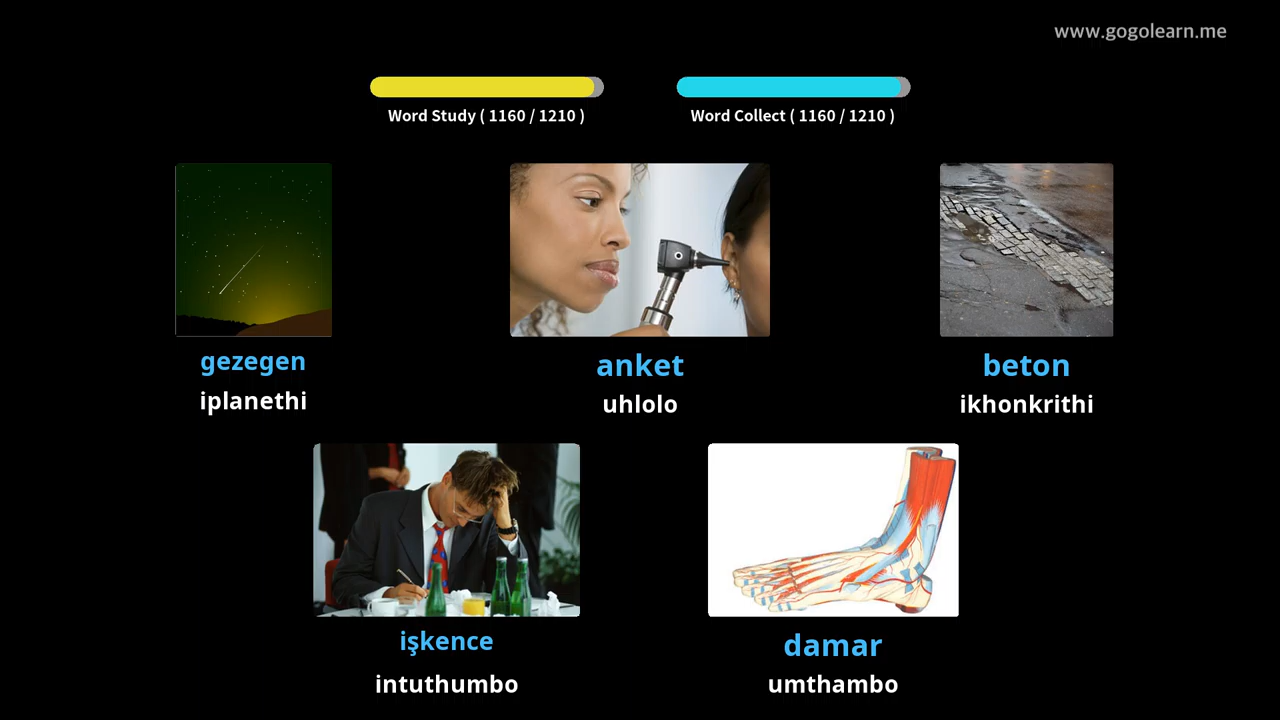 www.gogolearn.me
Word Study ( 1160 / 1210 )
Word Collect ( 1160 / 1210 )
gezegen
iplanethi
anket
uhlolo
beton
ikhonkrithi
işkence
intuthumbo
damar
umthambo